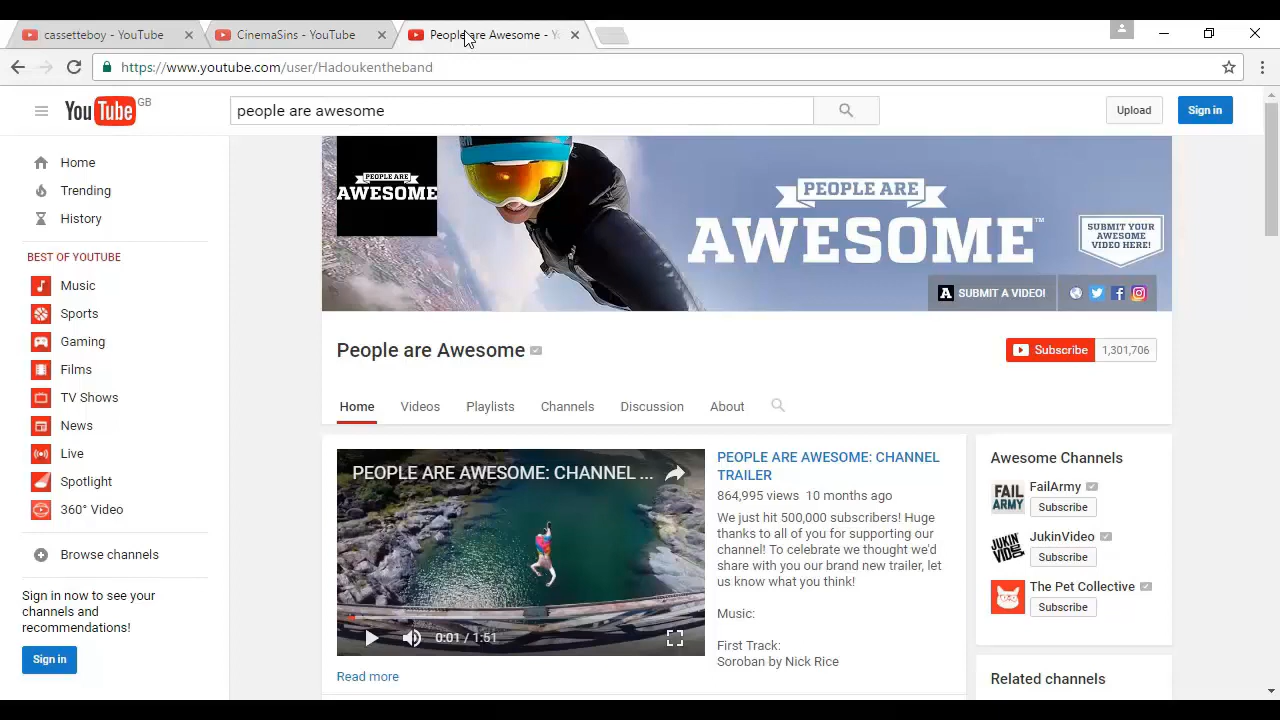 cassetteboy - YouTube
CinemaSins - YouTube
People are Awesome - Yo
https://www.youtube.com/user/Hadoukentheband
YouTube GB
people are awesome
Upload
Sign in
Home
Trending
History
BEST OF YOUTUBE
Music
Sports
Gaming
Films
TV Shows
News
Live
Spotlight
360° Video
Browse channels
Sign in now to see your
channels and
recommendations!
Sign in
PEOPLE ARE
AWESOME
PEOPLE ARE
AWESOME™
SUBMIT YOUR
AWESOME
VIDEO HERE!
A SUBMIT A VIDEO!
People are Awesome
Subscribe 1,301,706
Home Videos Playlists Channels Discussion About
PEOPLE ARE AWESOME: CHANNEL ...
0:01 / 1:51
Read more
PEOPLE ARE AWESOME: CHANNEL
TRAILER
864,995 views 10 months ago
We just hit 500,000 subscribers! Huge
thanks to all of you for supporting our
channel! To celebrate we thought we'd
share with you our brand new trailer, let
us know what you think!
Music:
First Track:
Soroban by Nick Rice
Awesome Channels
FAIL
ARMY
FailArmy
Subscribe
JUKIN
VIDEO
JukinVideo
Subscribe
The Pet Collective
Subscribe
Related channels